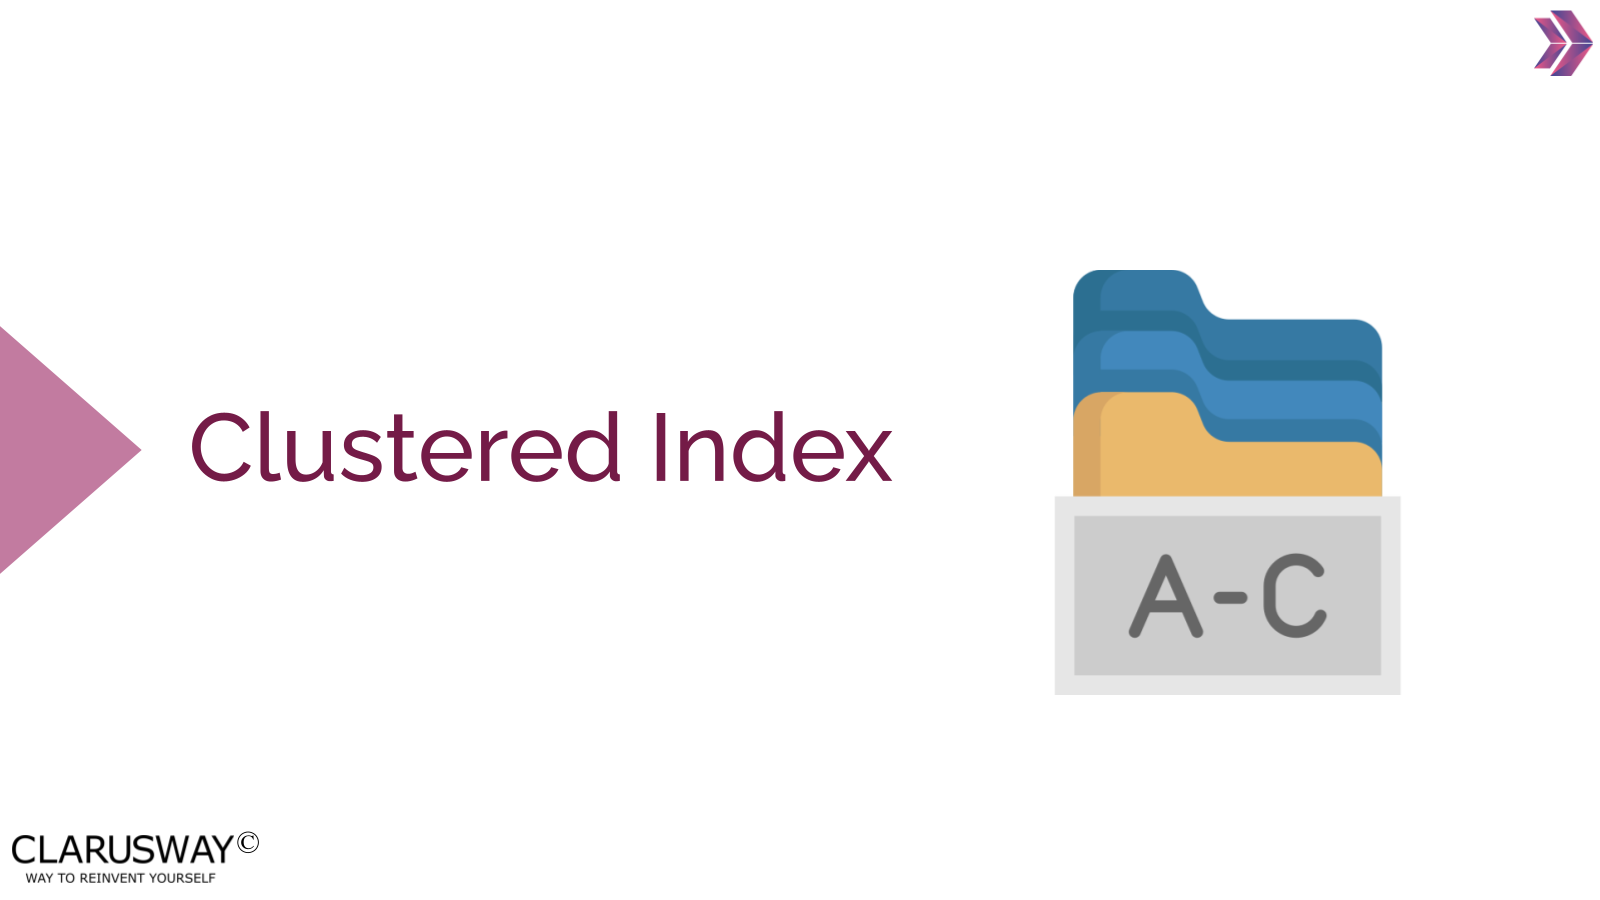 Clustered Index
A-C
CLARUSWAY©
WAY TO REINVENT YOURSELF